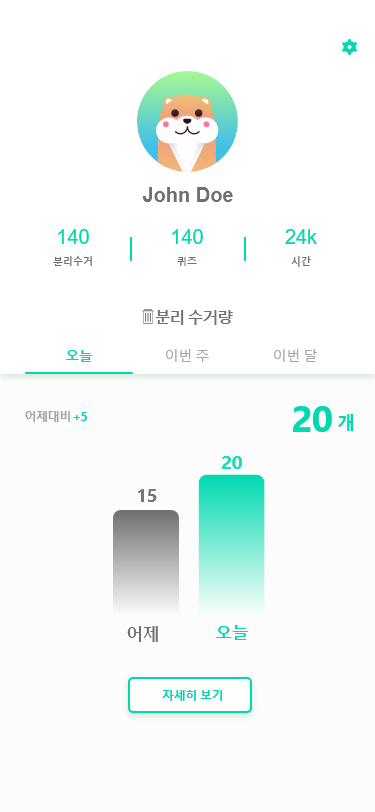 John Doe
140 140 24k
분리수거 퀴즈 시간
분리 수거량
오늘 이번 주 이번 달
어제대비 +5 20 개
20
15
어제 오늘
자세히 보기